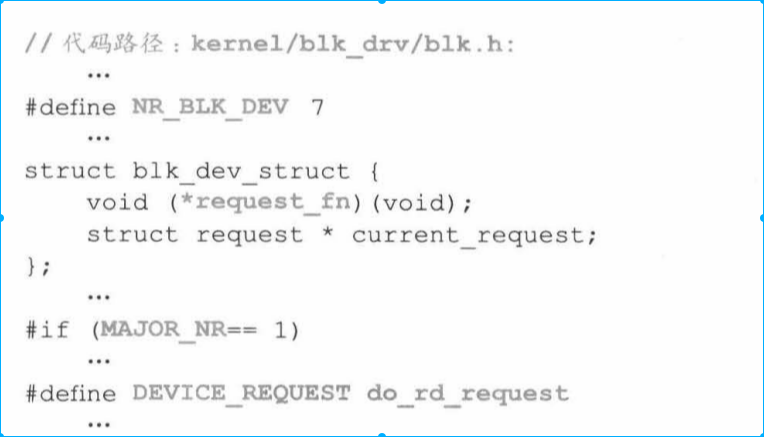 // 代码路径：kernel/blk_drv/blk.h:
…
#define NR_BLK_DEV 7
…
struct blk_dev_struct {
void (*request_fn)(void);
struct request * current_request;
};
…
#if (MAJOR_NR== 1)
…
#define DEVICE_REQUEST do_rd_request
…